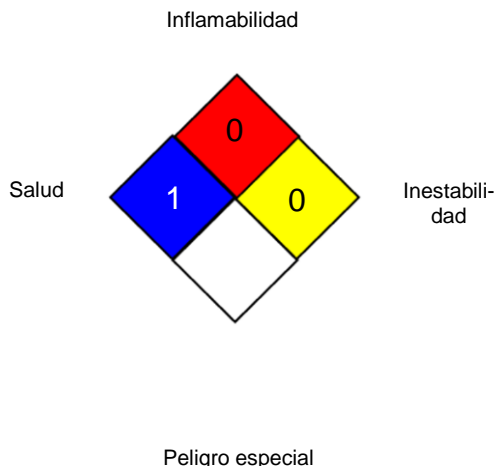 Inflamabilidad
0
Salud
1
0
Inestabili-
dad
Peligro especial